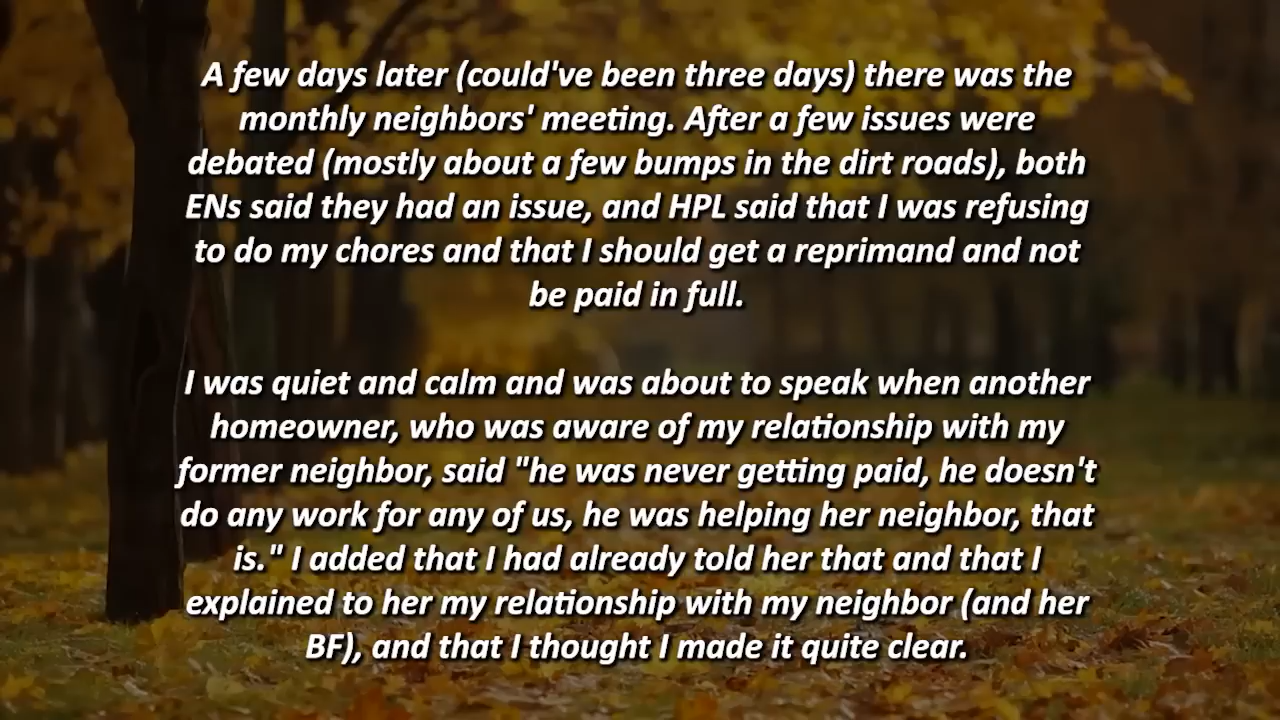 A few days later (could've been three days) there was the
monthly neighbors' meeting. After a few issues were
debated (mostly about a few bumps in the dirt roads), both
ENs said they had an issue, and HPL said that I was refusing
to do my chores and that I should get a reprimand and not
be paid in full.
I was quiet and calm and was about to speak when another
homeowner, who was aware of my relationship with my
former neighbor, said "he was never getting paid, he doesn't
do any work for any of us, he was helping her neighbor, that
is." I added that I had already told her that and that I
explained to her my relationship with my neighbor (and her
BF), and that I thought I made it quite clear.